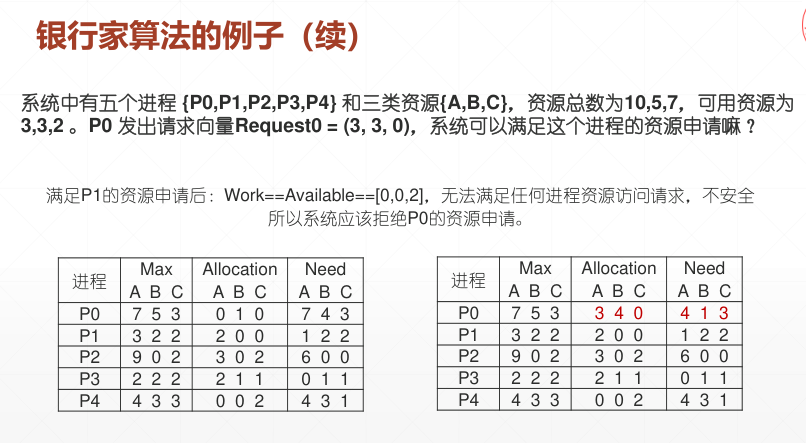 银行家算法的例子（续）
系统中有五个进程 {P0,P1,P2,P3,P4} 和三类资源{A,B,C}，资源总数为10,5,7，可用资源为
3,3,2 。P0 发出请求向量Request0 = (3, 3, 0)，系统可以满足这个进程的资源申请嘛？
满足P1的资源申请后：Work==Available==[0,0,2]，无法满足任何进程资源访问请求，不安全
所以系统应该拒绝P0的资源申请。
进程 Max Allocation Need
A B C A B C A B C
P0 7 5 3 0 1 0 7 4 3
P1 3 2 2 2 0 0 1 2 2
P2 9 0 2 3 0 2 6 0 0
P3 2 2 2 2 1 1 0 1 1
P4 4 3 3 0 0 2 4 3 1
进程 Max Allocation Need
A B C A B C A B C
P0 7 5 3 3 4 0 4 1 3
P1 3 2 2 2 0 0 1 2 2
P2 9 0 2 3 0 2 6 0 0
P3 2 2 2 2 1 1 0 1 1
P4 4 3 3 0 0 2 4 3 1